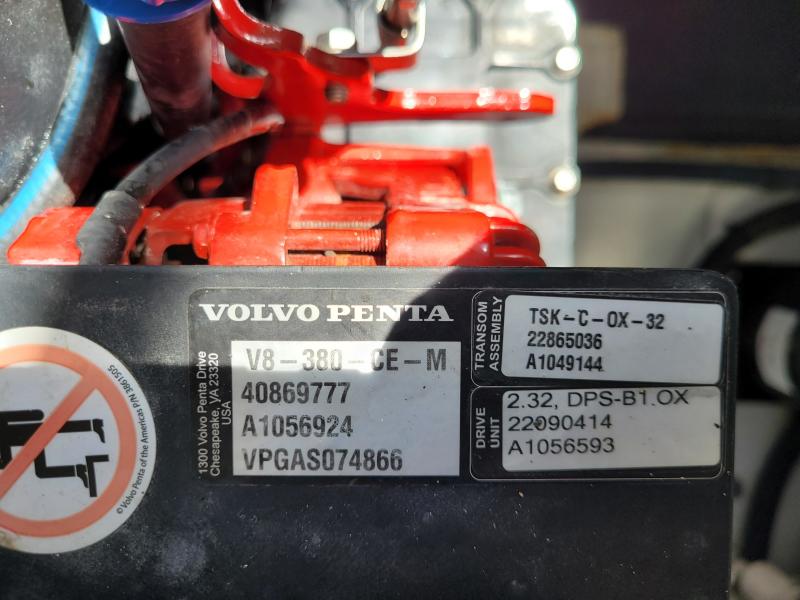 VOLVO PENTA
V8-380-CE-M
40869777
A1056924
VPGAS074866
1300 Volvo Penta Drive
Chesapeake, VA 23320
USA
TRANSOM
ASSEMBLY
TSK-C-OX-32
22865036
A1049144
DRIVE
UNIT
2.32, DPS-B1.OX
22090414
A1056593
©Volvo Penta of the Americas P/N 3861505